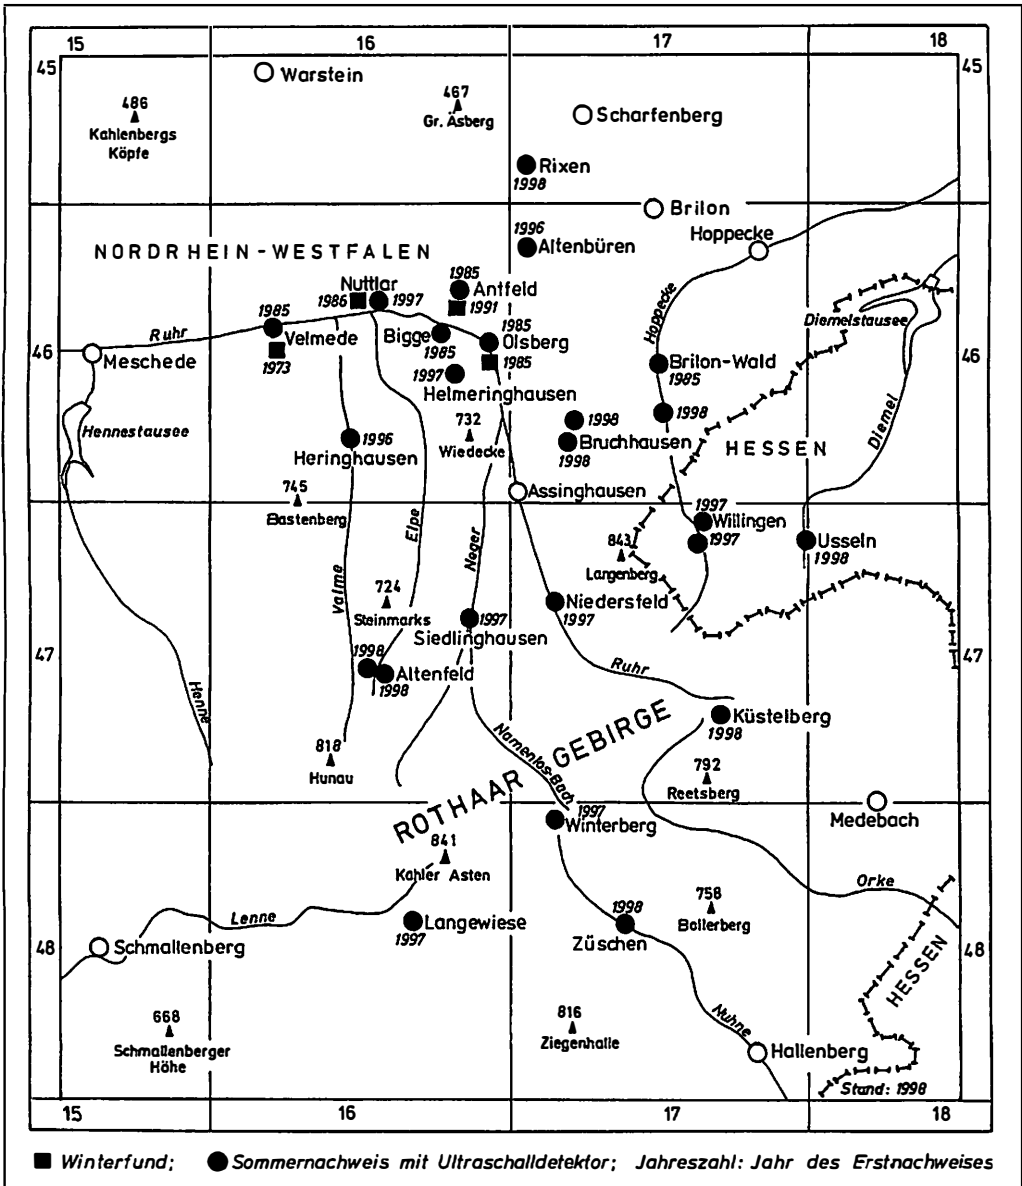 15 16 17 18
45 45
Warstein
486
Kahlenbergs
Köpfe
467
Gr. Äsberg
Scharfenberg
Rixen
1998
Brilon
Hoppecke
1996
Altenbüren
NORDRHEIN-WESTFALEN
Nuttlar
1986
1997
1985
Antfeld
1991
Hoppecke
Diemelstausee
1985
Velmede
1973
Ruhr
Bigge
1985
1985
Olsberg
1985
46 46
Meschede
1997
Helmeringhausen
Brilon-Wald
1985
Hennestausee
732
Wiedecke
1998
Bruchhausen
1998
1998
HESSEN
Diemel
1996
Heringhausen
745
Bastenberg
Assinghausen
Elpe
Neger
1997
Willingen
1997
843
Langenberg
Usseln
1998
Valme
724
Steinmarks
Niedersfeld
1997
1997
Siedlinghausen
47 47
1998
Altenfeld
1998
Ruhr
Henne
Küstelberg
1998
ROTHAAR GEBIRGE
Namenlos-Bach
818
Hunau
792
Reetsberg
1997
Winterberg
Medebach
841
Kahler Asten
Orke
Lenne
Langewiese
1997
1998
Züschen
758
Bollerberg
48 48
Schmallenberg
HESSEN
668
Schmallenberger
Höhe
816
Ziegenhalle
Nuhne
Hallenberg
Stand: 1998
15 16 17 18
Winterfund; Sommernachweis mit Ultraschalldetektor; Jahreszahl: Jahr des Erstnachweises